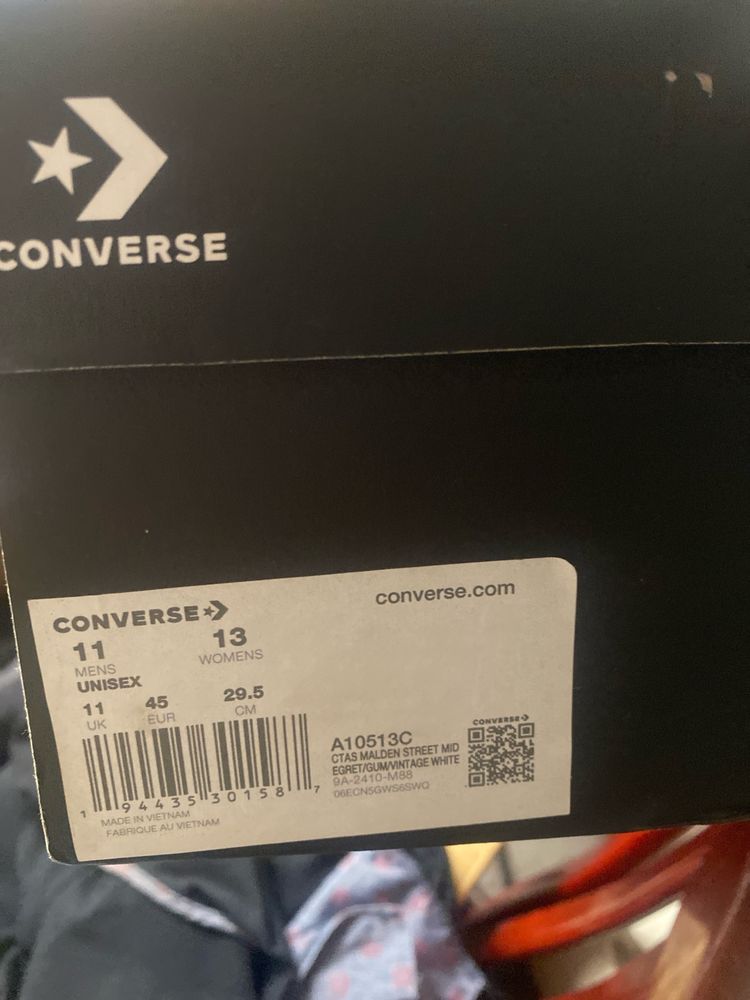 CONVERSE
CONVERSE
converse.com
11
MENS
13
WOMENS
UNISEX
11
UK
45
EUR
29.5
CM
1 94435 30158 7
MADE IN VIETNAM
FABRIQUE AU VIETNAM
A10513C
CTAS MALDEN STREET MID
EGRET/GUM/VINTAGE WHITE
9A-2410-M88
06ECN5GWS6SWQ
CONVERSE